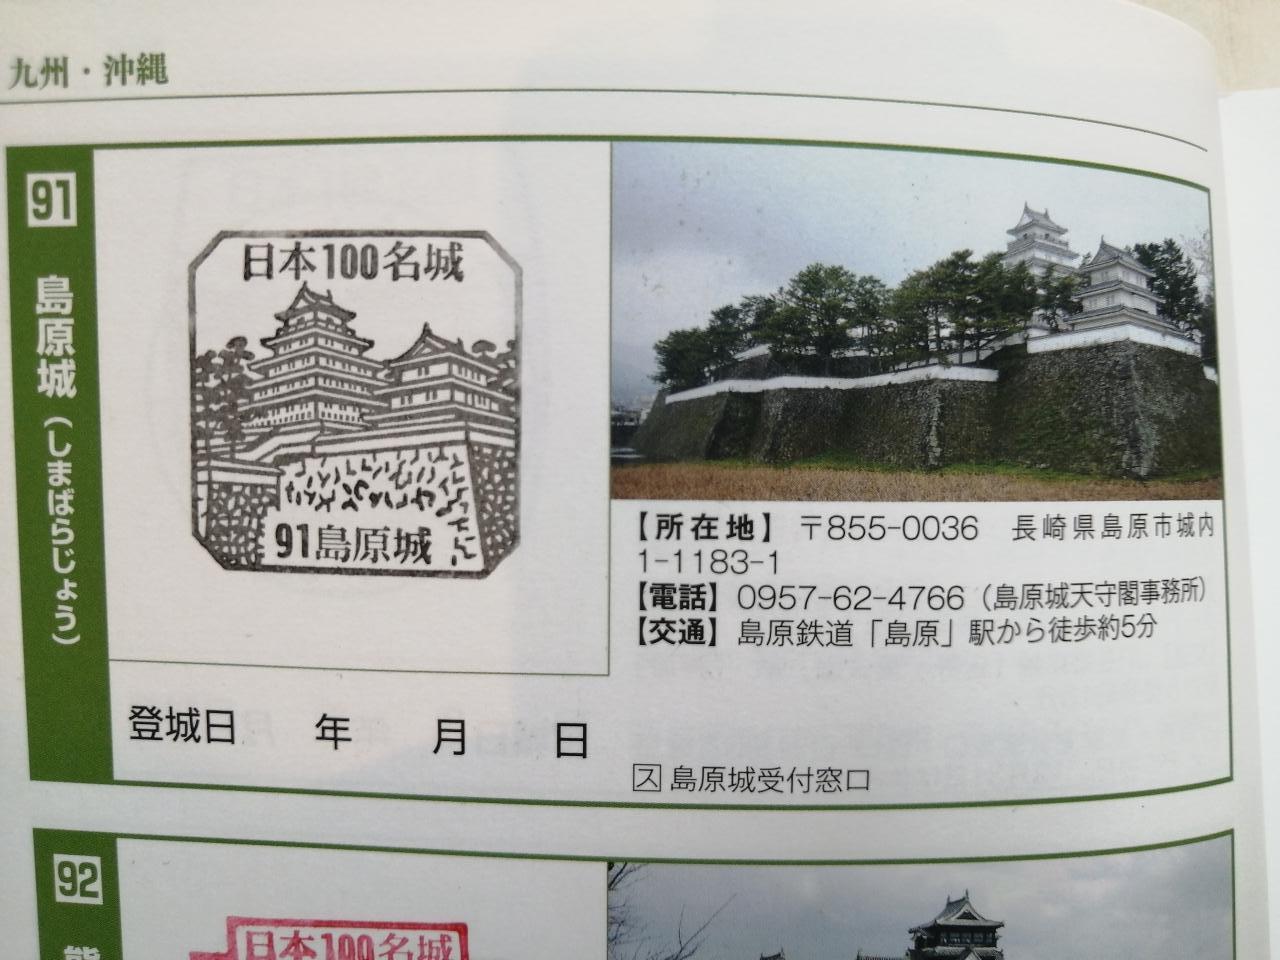 九州・沖縄
91
島原城(しまばらじょう)
日本100名城
91島原城
【所在地】 〒855-0036 長崎県島原市城内
1-1183-1
【電話】 0957-62-4766(島原城天守閣事務所)
【交通】 島原鉄道「島原」駅から徒歩約5分
登城日 年 月 日
ス 島原城受付窓口
92
熊
日本100名城